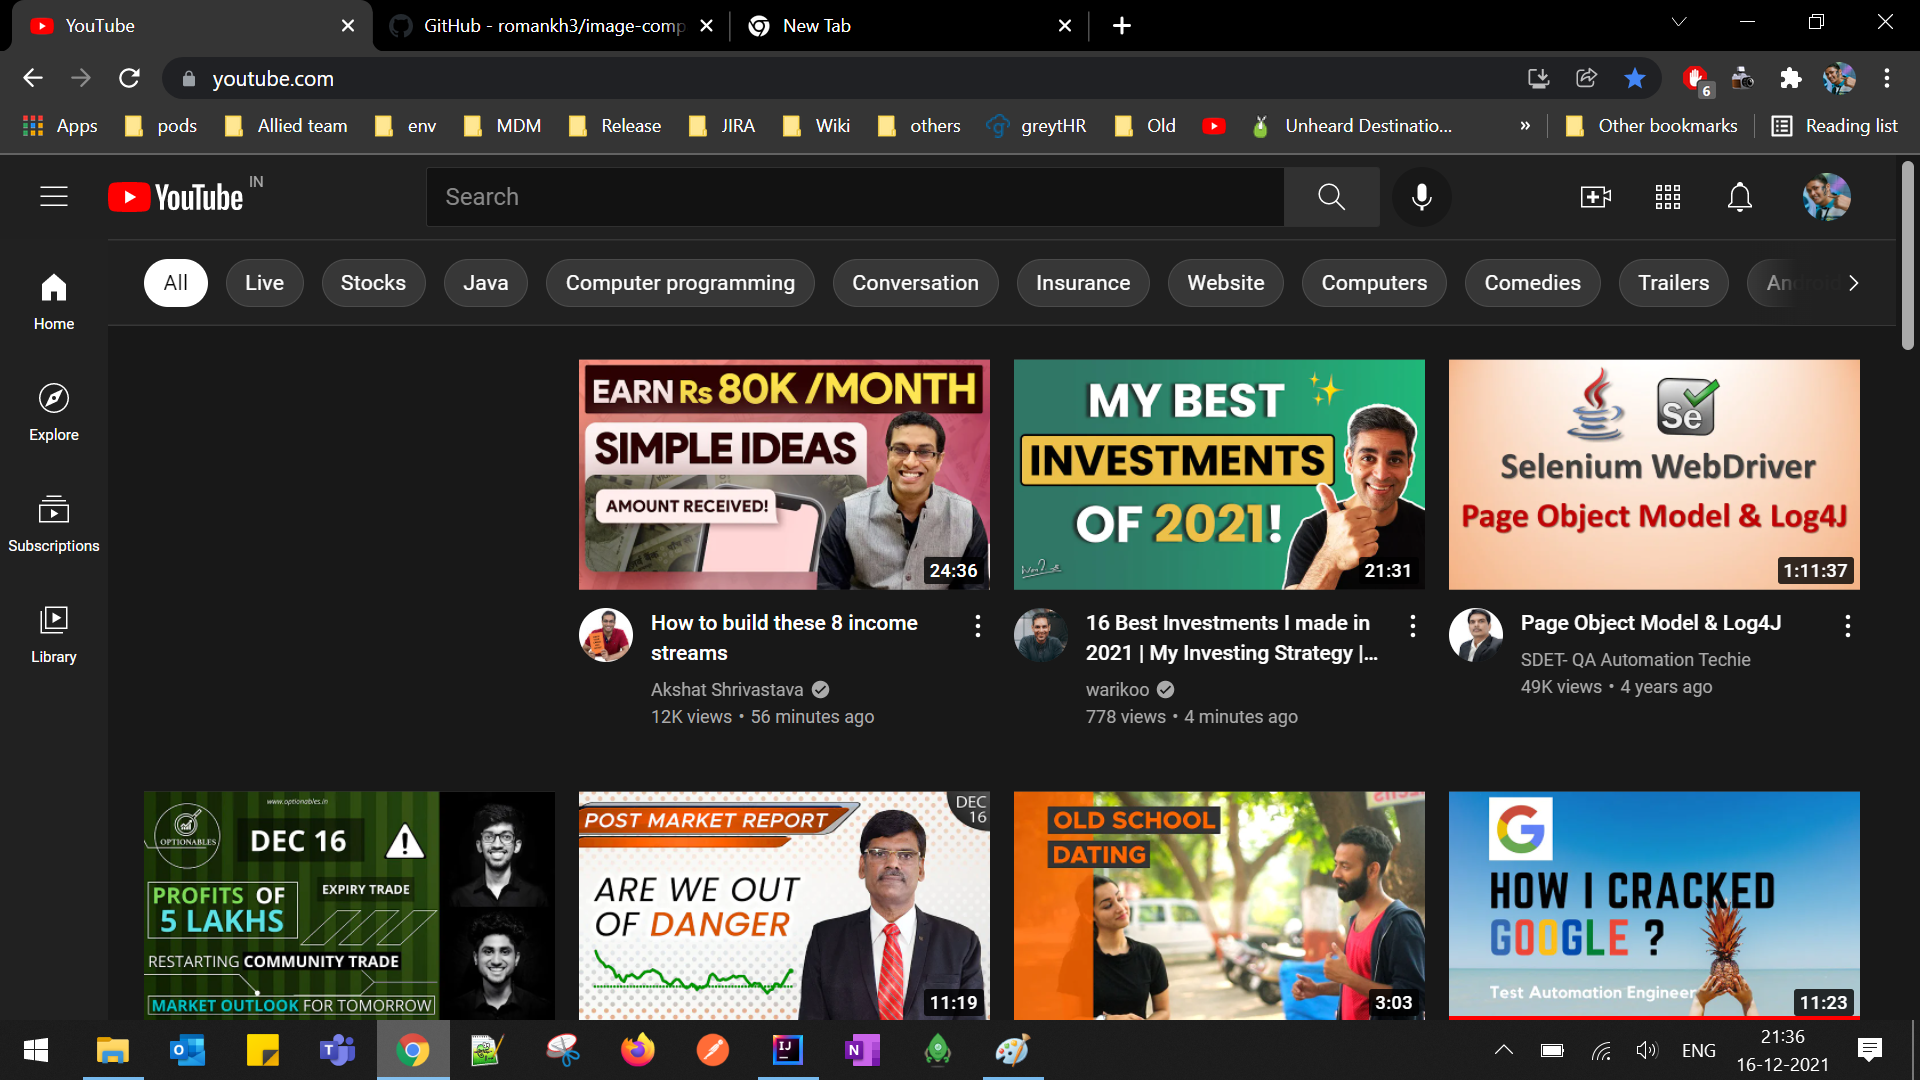 YouTube
GitHub - romankh3/image-comp
New Tab
youtube.com
6
Apps
pods
Allied team
env
MDM
Release
JIRA
Wiki
others
greytHR
Old
Unheard Destinatio...
»
Other bookmarks
Reading list
YouTube IN
Search
All
Live
Stocks
Java
Computer programming
Conversation
Insurance
Website
Computers
Comedies
Trailers
Android
Home
Explore
Subscriptions
Library
EARN Rs 80K /MONTH
SIMPLE IDEAS
AMOUNT RECEIVED!
24:36
How to build these 8 income
streams
Akshat Shrivastava
12K views • 56 minutes ago
MY BEST
INVESTMENTS
OF 2021!
21:31
16 Best Investments I made in
2021 | My Investing Strategy |...
warikoo
778 views • 4 minutes ago
Se
Selenium WebDriver
Page Object Model & Log4J
1:11:37
Page Object Model & Log4J
SDET- QA Automation Techie
49K views • 4 years ago
www.optionables.in
OPTIONABLES
DEC 16
PROFITS OF
5 LAKHS
EXPIRY TRADE
RESTARTING COMMUNITY TRADE
MARKET OUTLOOK FOR TOMORROW
POST MARKET REPORT
DEC
16
ARE WE OUT
OF DANGER
11:19
OLD SCHOOL
DATING
3:03
G
HOW I CRACKED
GOOGLE ?
Test Automation Engineer
11:23
ENG
21:36
16-12-2021